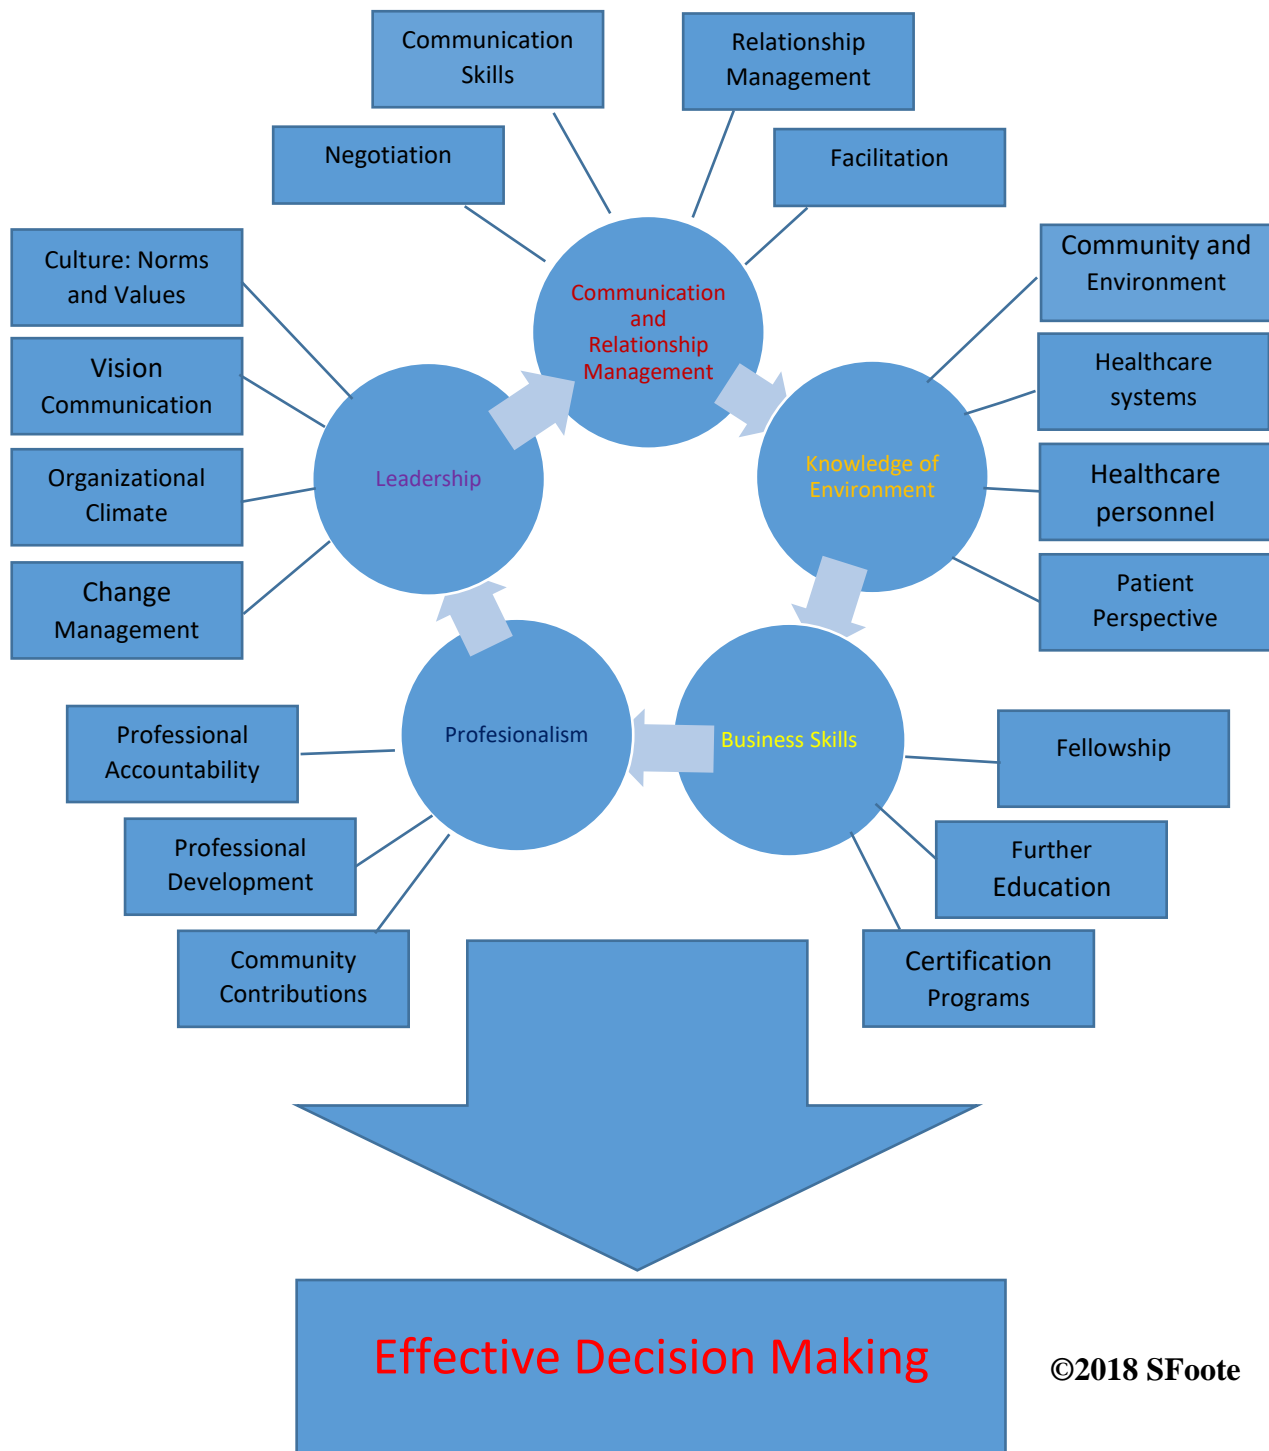 Communication
Skills
Relationship
Management
Negotiation
Facilitation
Culture: Norms
and Values
Vision
Communication
Organizational
Climate
Change
Management
Communication
and
Relationship
Management
Community and
Environment
Healthcare
systems
Healthcare
personnel
Patient
Perspective
Leadership
Knowledge of
Environment
Profesionalism
Business Skills
Professional
Accountability
Professional
Development
Community
Contributions
Fellowship
Further
Education
Certification
Programs
Effective Decision Making
©2018 SFoote